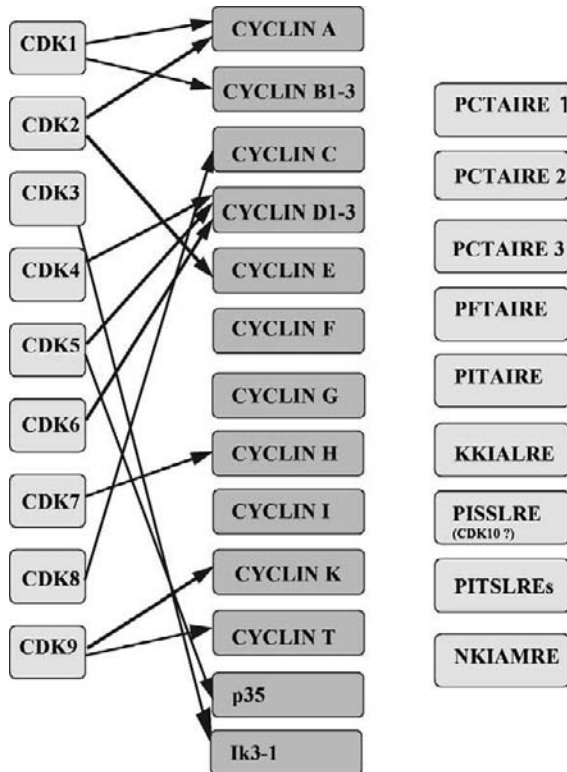 CDK1
CDK2
CDK3
CDK4
CDK5
CDK6
CDK7
CDK8
CDK9
CYCLIN A
CYCLIN B1-3
CYCLIN C
CYCLIN D1-3
CYCLIN E
CYCLIN F
CYCLIN G
CYCLIN H
CYCLIN I
CYCLIN K
CYCLIN T
p35
Ik3-1
PCTAIRE 1
PCTAIRE 2
PCTAIRE 3
PFTAIRE
PITAIRE
KKIALRE
PISSLRE
(CDK10 ?)
PITSLREs
NKIAMRE